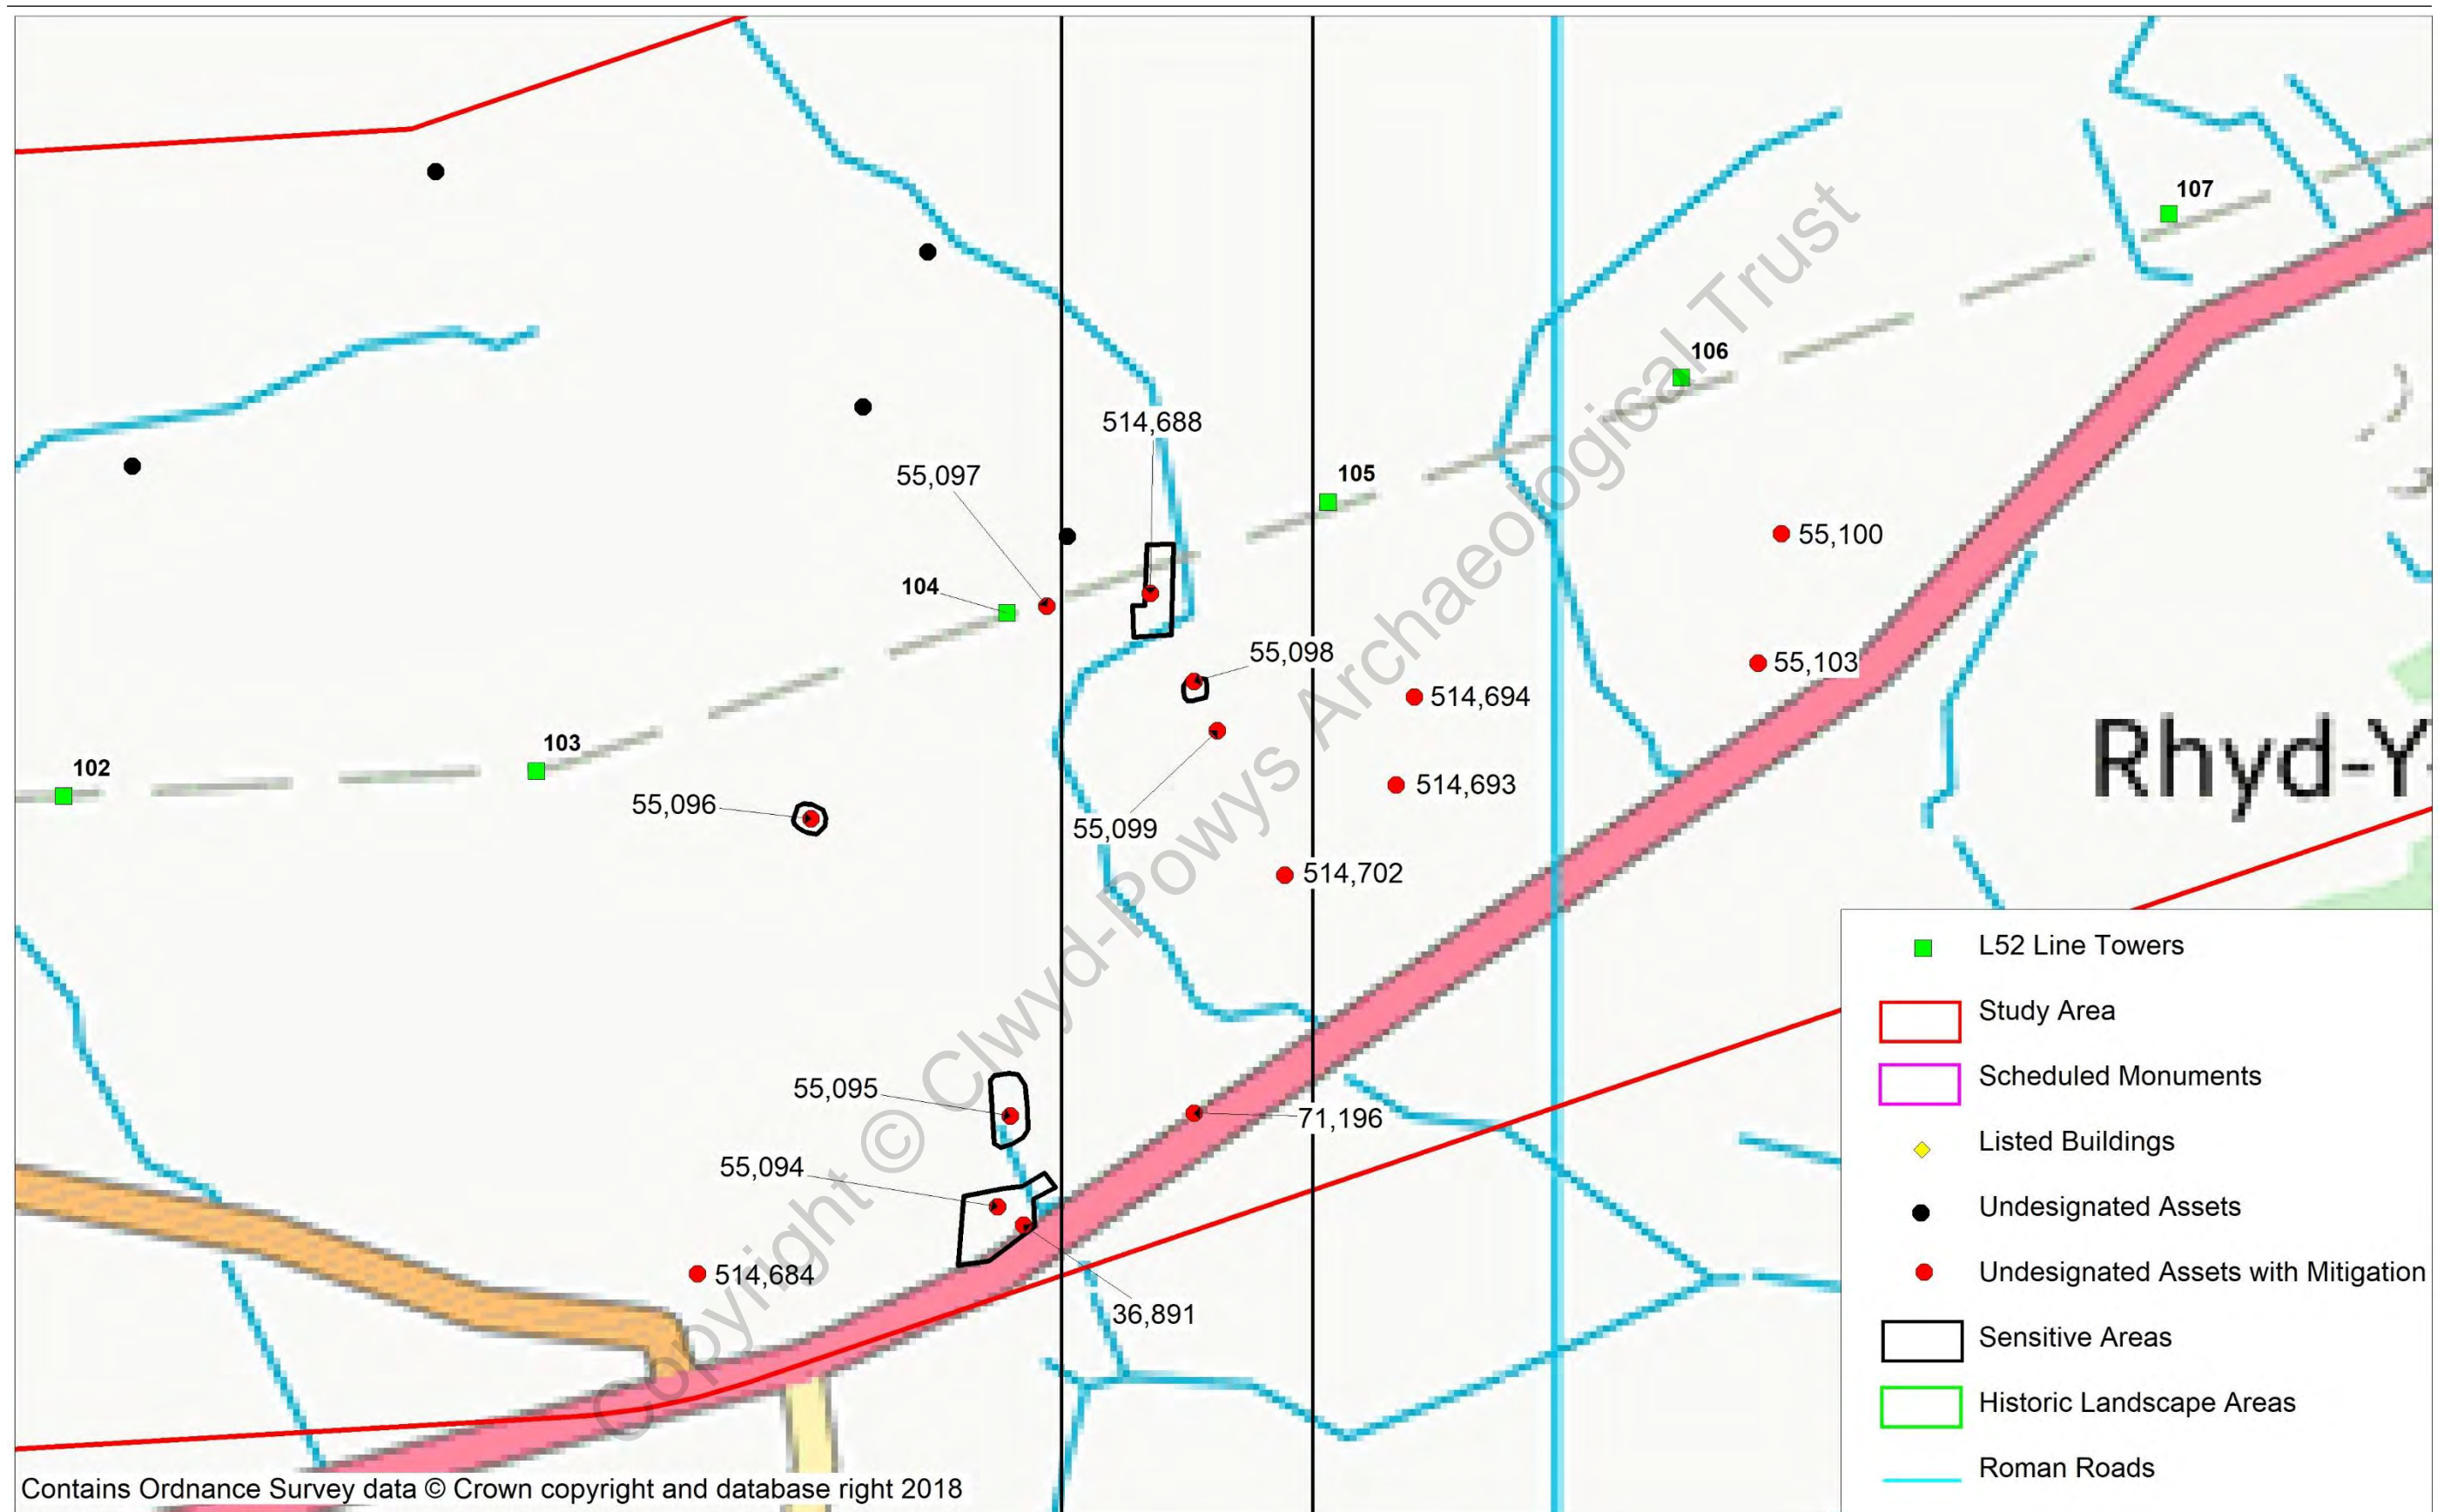 107
106
514,688
105
55,097
55,100
104
55,098
55,103
514,694
Rhyd-Y-
103
102
514,693
55,096
55,099
514,702
55,095
71,196
55,094
514,684
36,891
Copyright © Clwyd-Powys Archaeological Trust
L52 Line Towers
Study Area
Scheduled Monuments
Listed Buildings
Undesignated Assets
Undesignated Assets with Mitigation
Sensitive Areas
Historic Landscape Areas
Roman Roads
Contains Ordnance Survey data © Crown copyright and database right 2018